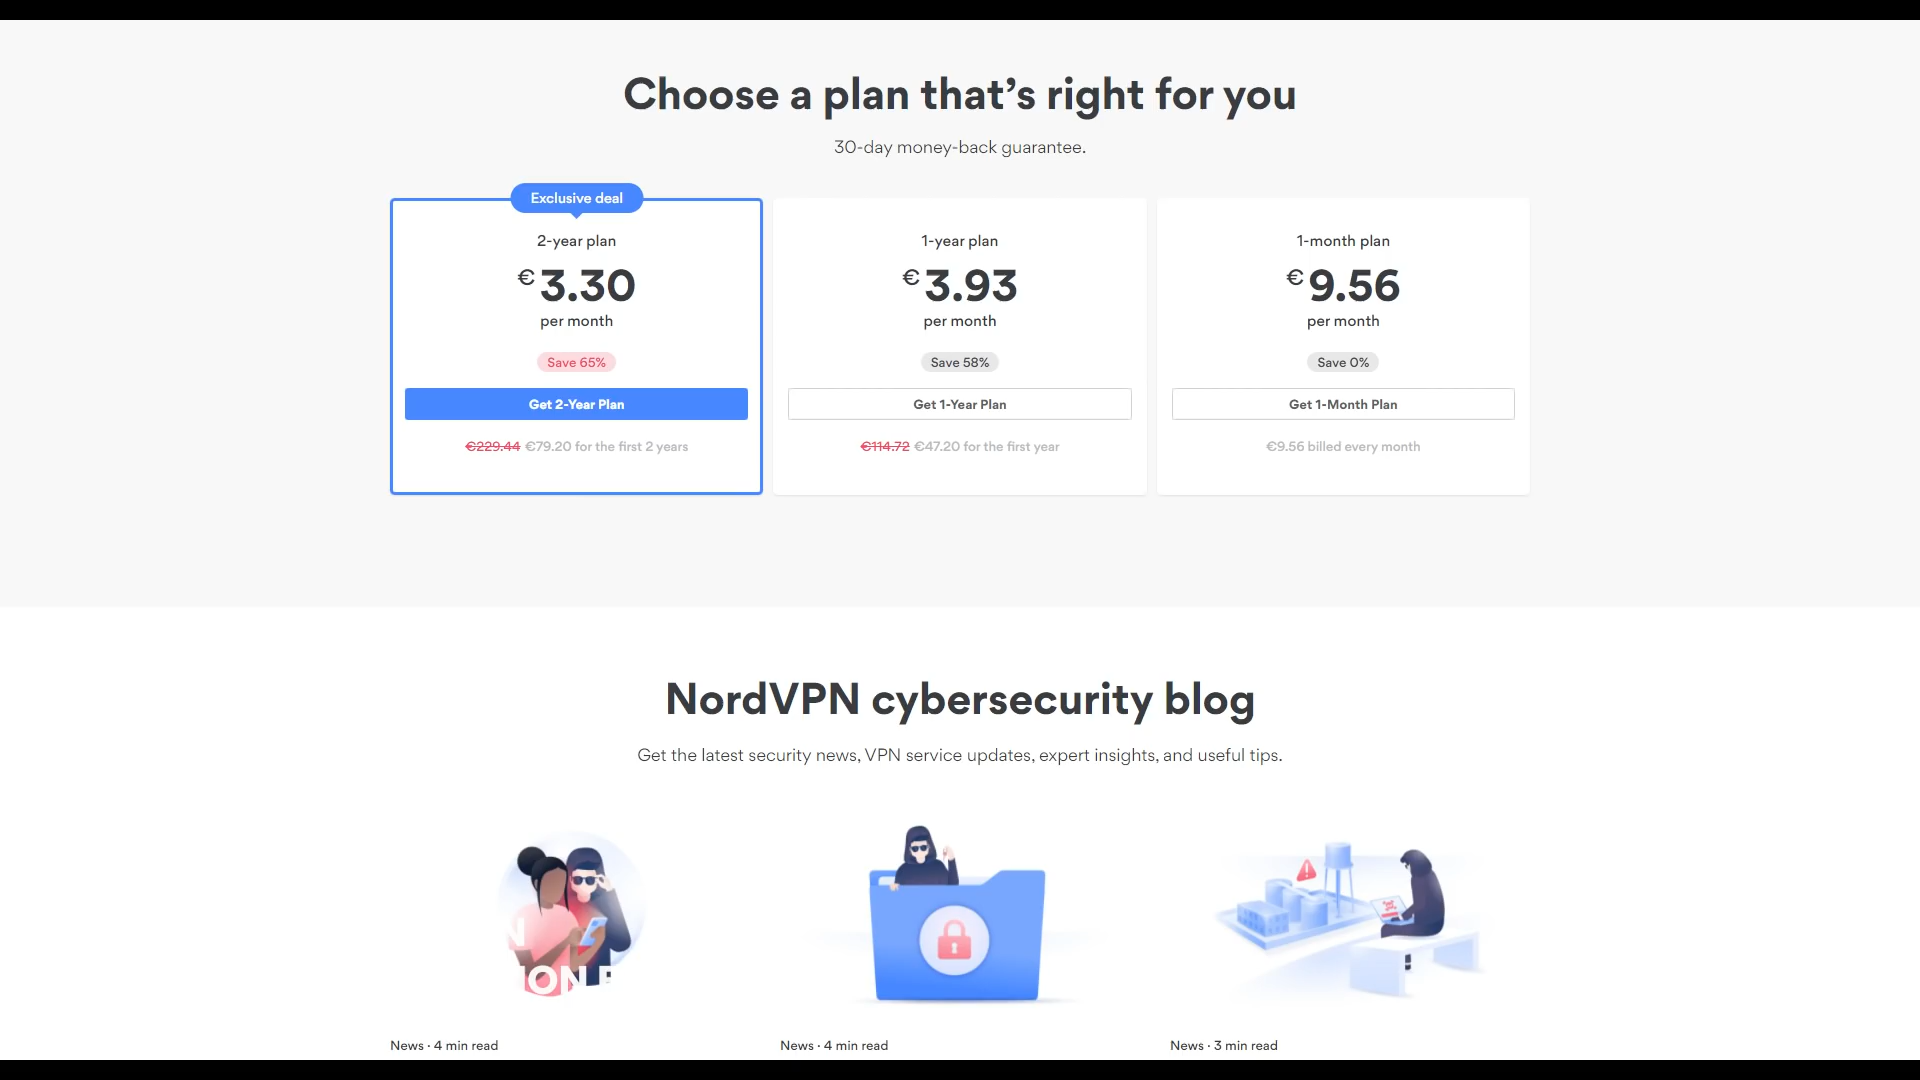 Choose a plan that's right for you
30-day money-back guarantee.
Exclusive deal
2-year plan
€3.30
per month
Save 65%
Get 2-Year Plan
€229.44 €79.20 for the first 2 years
1-year plan
€3.93
per month
Save 58%
Get 1-Year Plan
€114.72 €47.20 for the first year
1-month plan
€9.56
per month
Save 0%
Get 1-Month Plan
€9.56 billed every month
NordVPN cybersecurity blog
Get the latest security news, VPN service updates, expert insights, and useful tips.
News · 4 min read
News · 4 min read
News · 3 min read